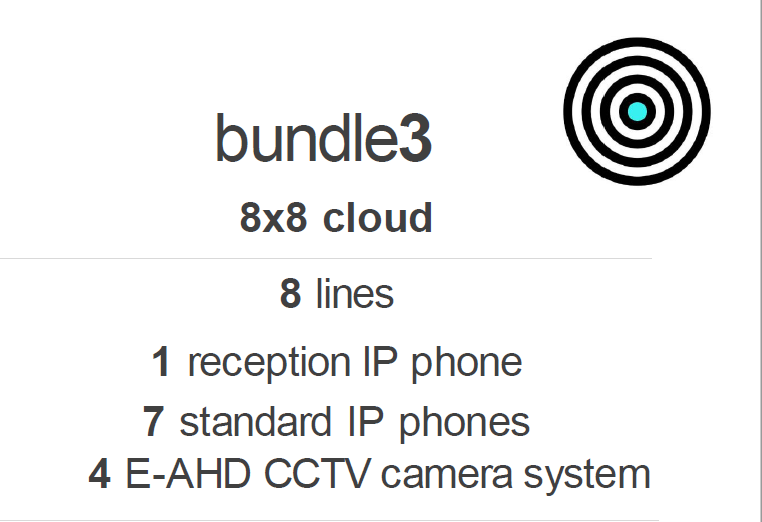 bundle3
8x8 cloud
8 lines
1 reception IP phone
7 standard IP phones
4 E-AHD CCTV camera system